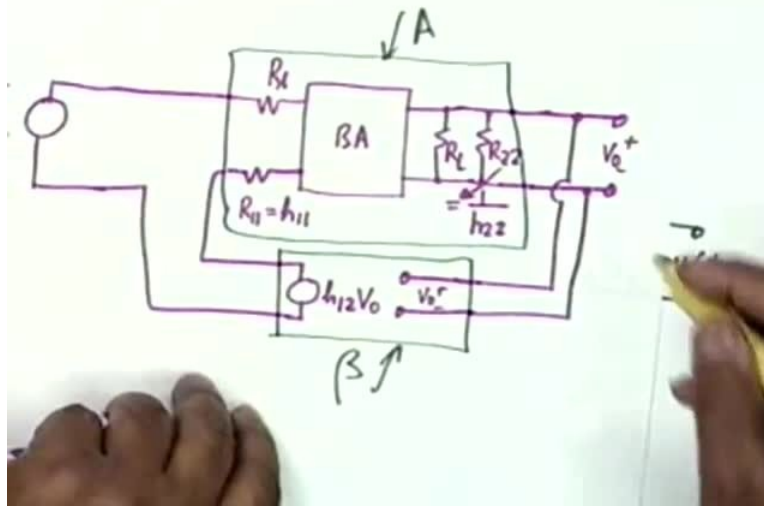 A
Rs
BA
RL
R22
Vo +
R11 = h11
=
1
h22
h12Vo
Vo +
-
β